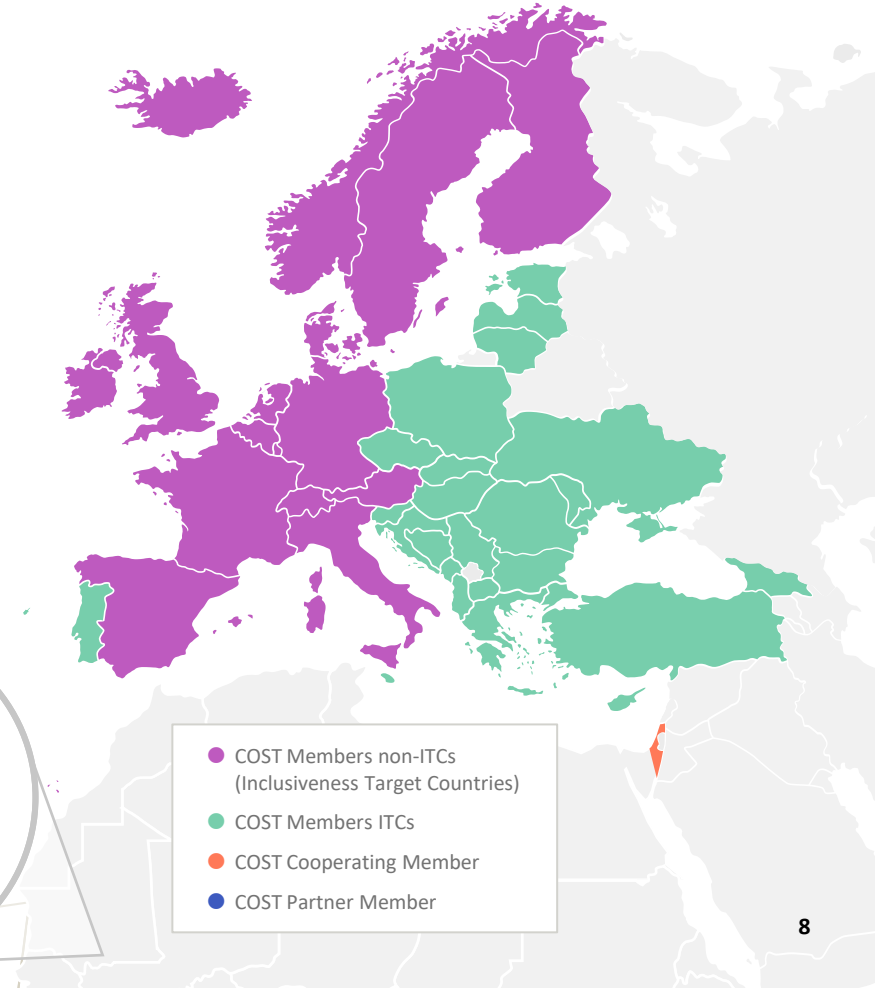 COST Members non-ITCs
(Inclusiveness Target Countries)
COST Members ITCs
COST Cooperating Member
COST Partner Member
8